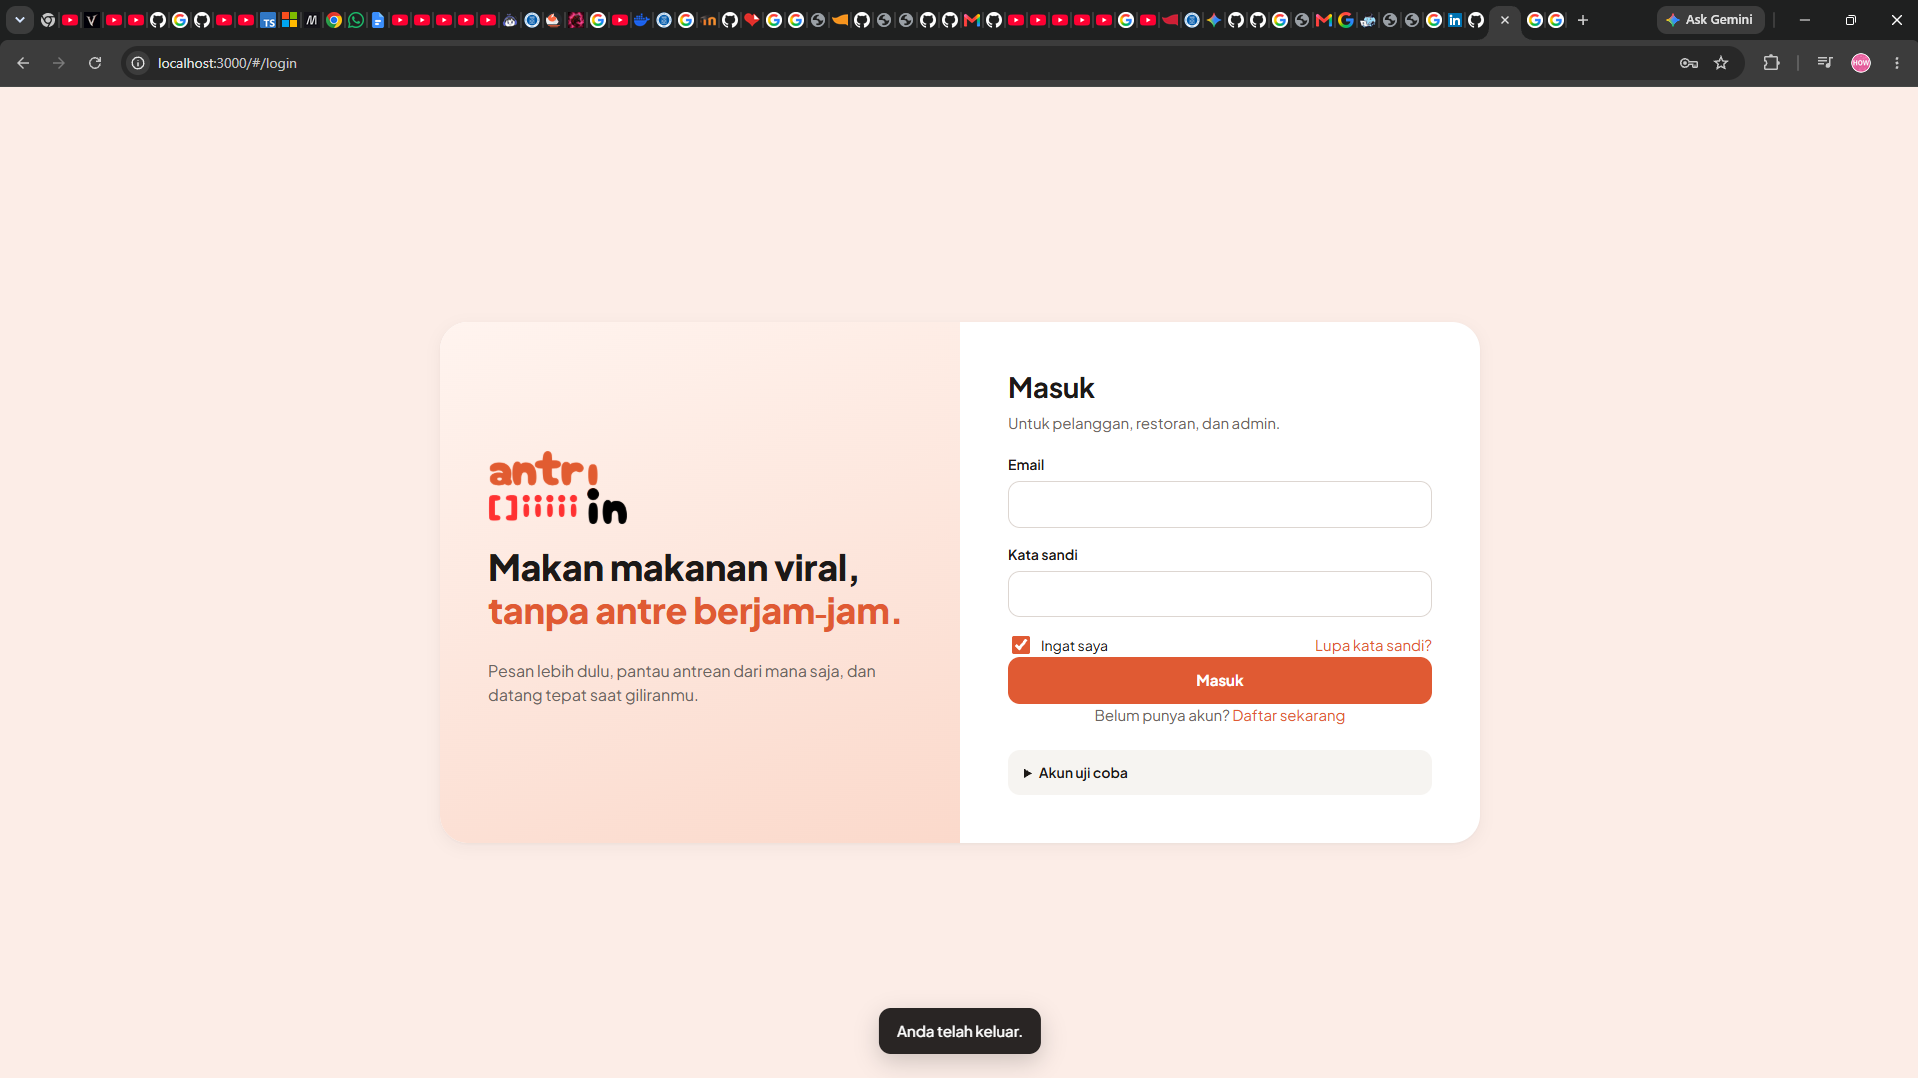 Ask Gemini
localhost:3000/#/login
HOW
antri
[]iiiiiin
Makan makanan viral,
tanpa antre berjam-jam.
Pesan lebih dulu, pantau antrean dari mana saja, dan
datang tepat saat giliranmu.
Masuk
Untuk pelanggan, restoran, dan admin.
Email
Kata sandi
Ingat saya
Lupa kata sandi?
Masuk
Belum punya akun? Daftar sekarang
Akun uji coba
Anda telah keluar.